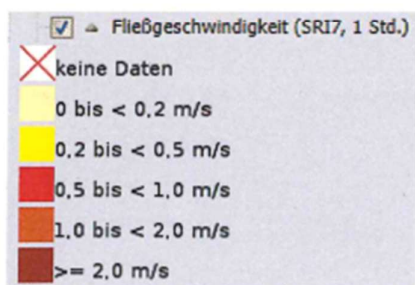 Fließgeschwindigkeit (SRI7, 1 Std.)
keine Daten
0 bis < 0,2 m/s
0,2 bis < 0,5 m/s
0,5 bis < 1,0 m/s
1,0 bis < 2,0 m/s
>= 2,0 m/s